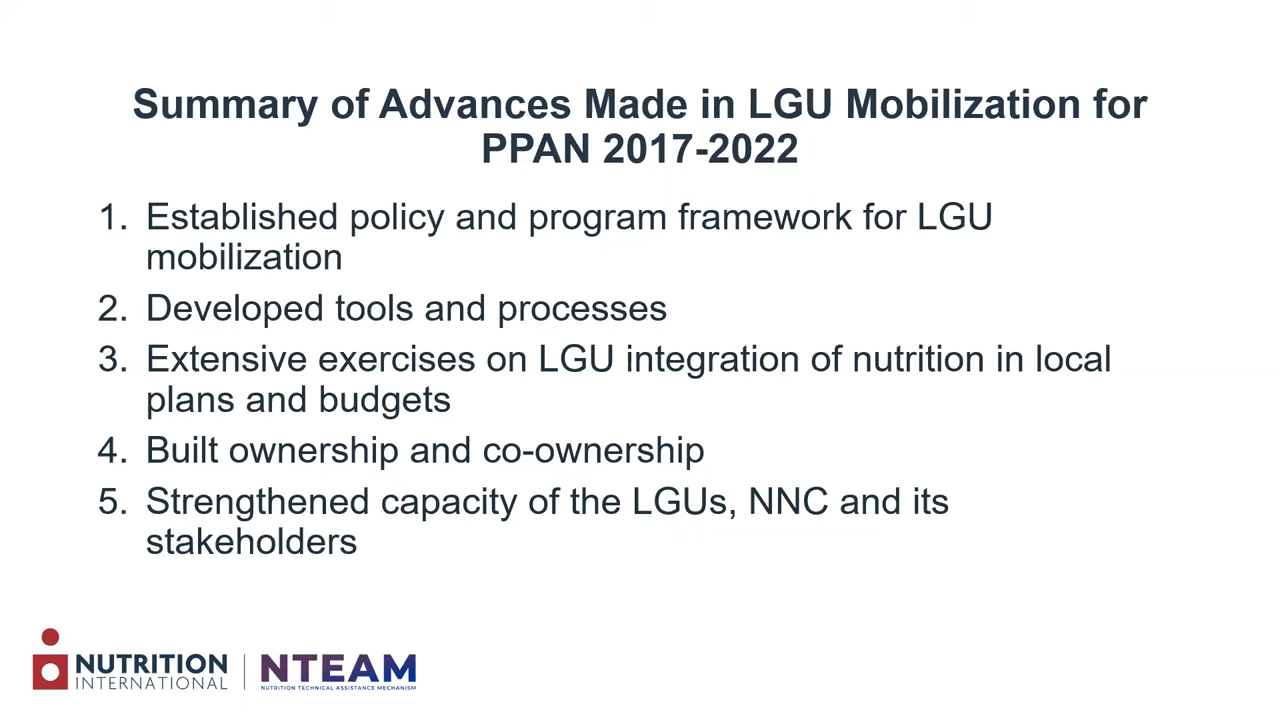 Summary of Advances Made in LGU Mobilization for
PPAN 2017-2022
1. Established policy and program framework for LGU
mobilization
2. Developed tools and processes
3. Extensive exercises on LGU integration of nutrition in local
plans and budgets
4. Built ownership and co-ownership
5. Strengthened capacity of the LGUs, NNC and its
stakeholders
NUTRITION
INTERNATIONAL
NTEAM
NUTRITION TECHNICAL ASSISTANCE MECHANISM